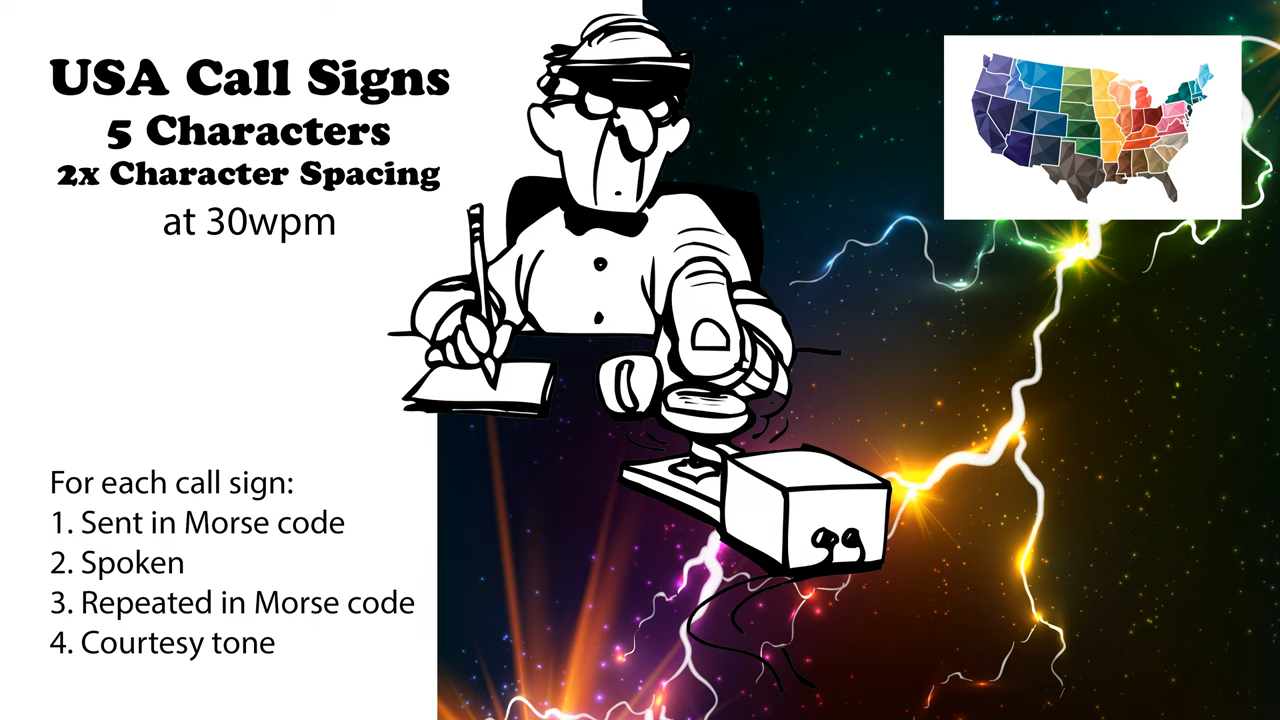 USA Call Signs
5 Characters
2x Character Spacing
at 30wpm
For each call sign:
1. Sent in Morse code
2. Spoken
3. Repeated in Morse code
4. Courtesy tone